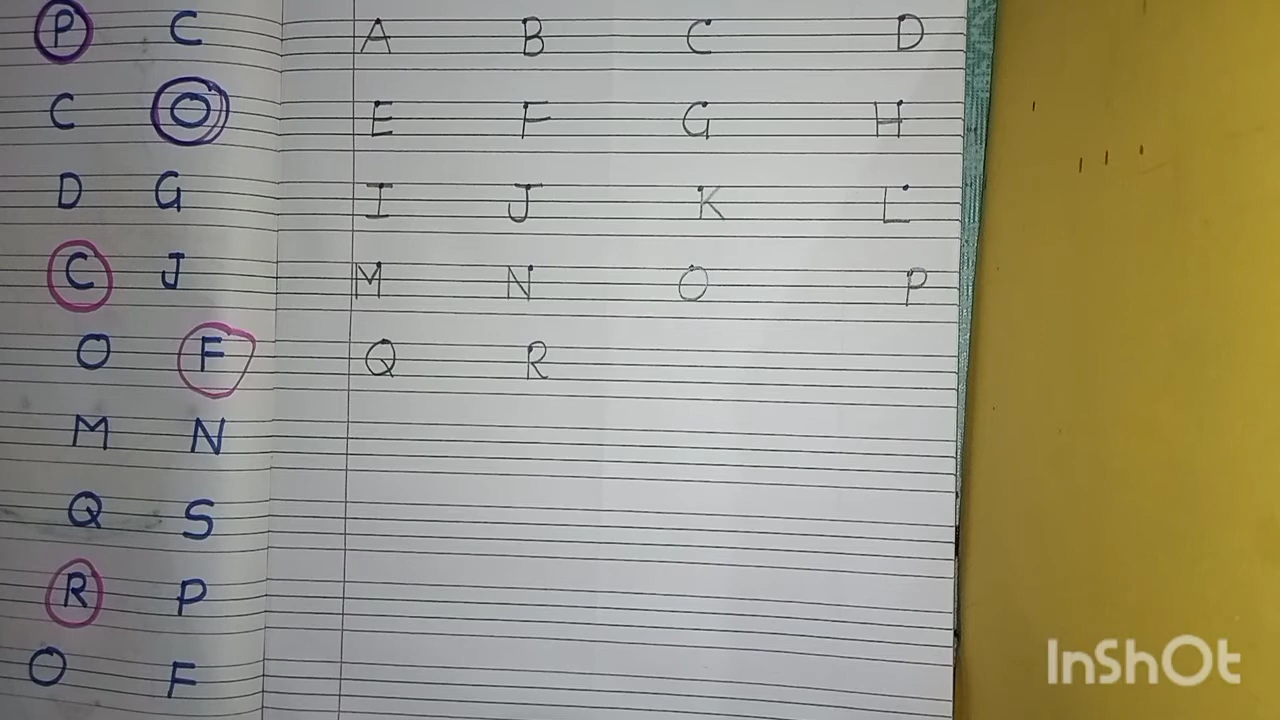 P C
C O
D G
C J
O F
M N
Q S
R P
O F
A B C D
E F G H
I J K L
M N O P
Q R
InShOt